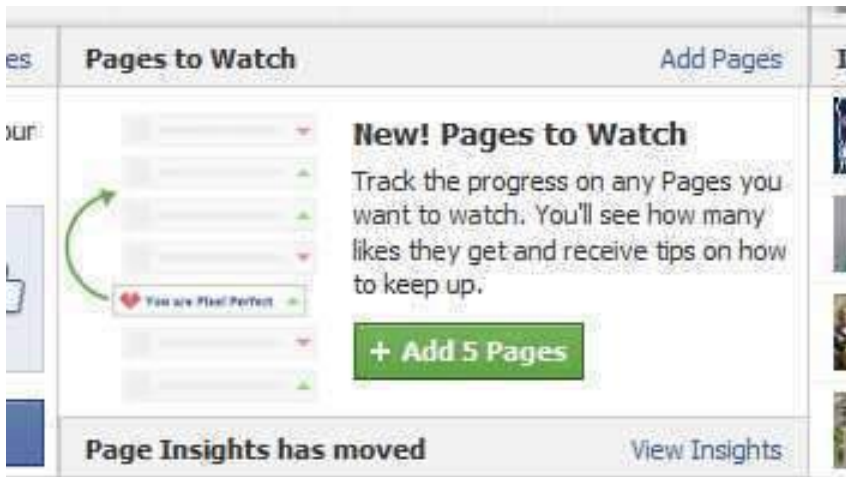 es
Pages to Watch
Add Pages
our
New! Pages to Watch
Track the progress on any Pages you
want to watch. You'll see how many
likes they get and receive tips on how
to keep up.
You are Pixel Perfect
+ Add 5 Pages
Page Insights has moved
View Insights